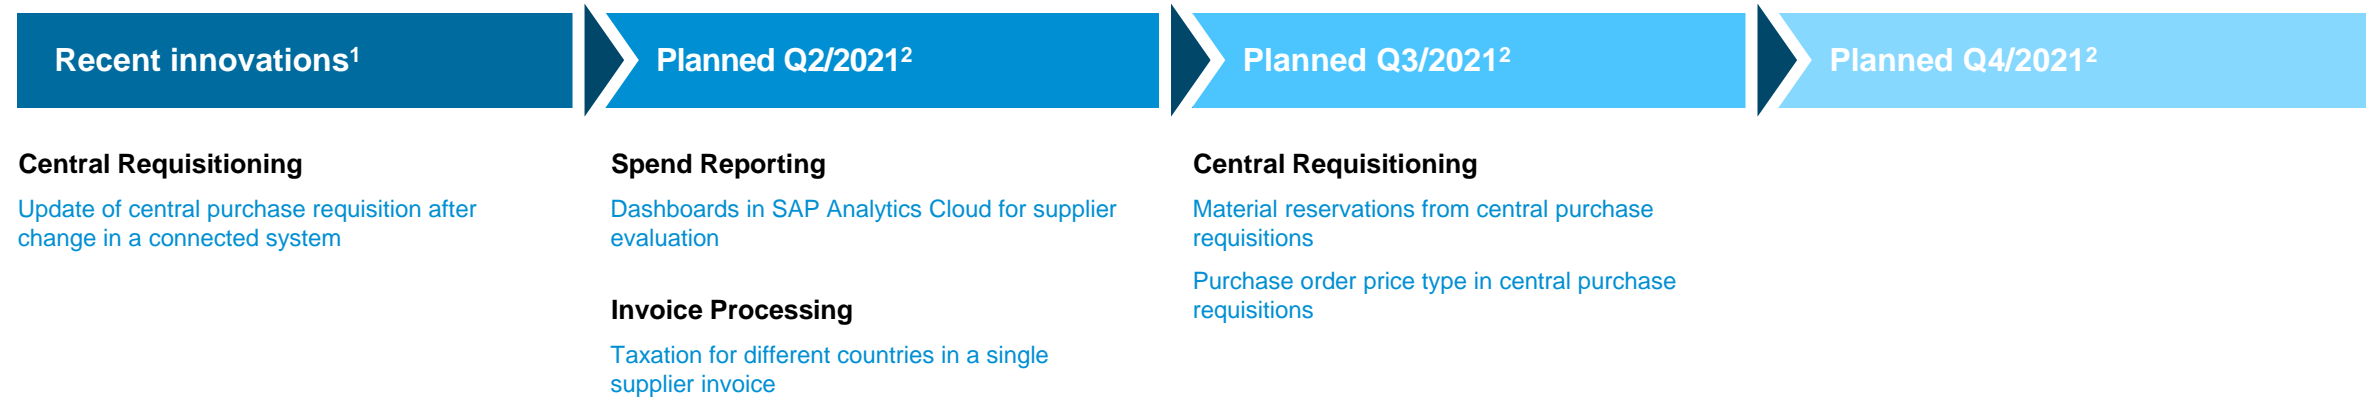 Recent innovations¹
Planned Q2/2021²
Planned Q3/2021²
Planned Q4/2021²
Central Requisitioning
Update of central purchase requisition after
change in a connected system
Spend Reporting
Dashboards in SAP Analytics Cloud for supplier
evaluation
Invoice Processing
Taxation for different countries in a single
supplier invoice
Central Requisitioning
Material reservations from central purchase
requisitions
Purchase order price type in central purchase
requisitions